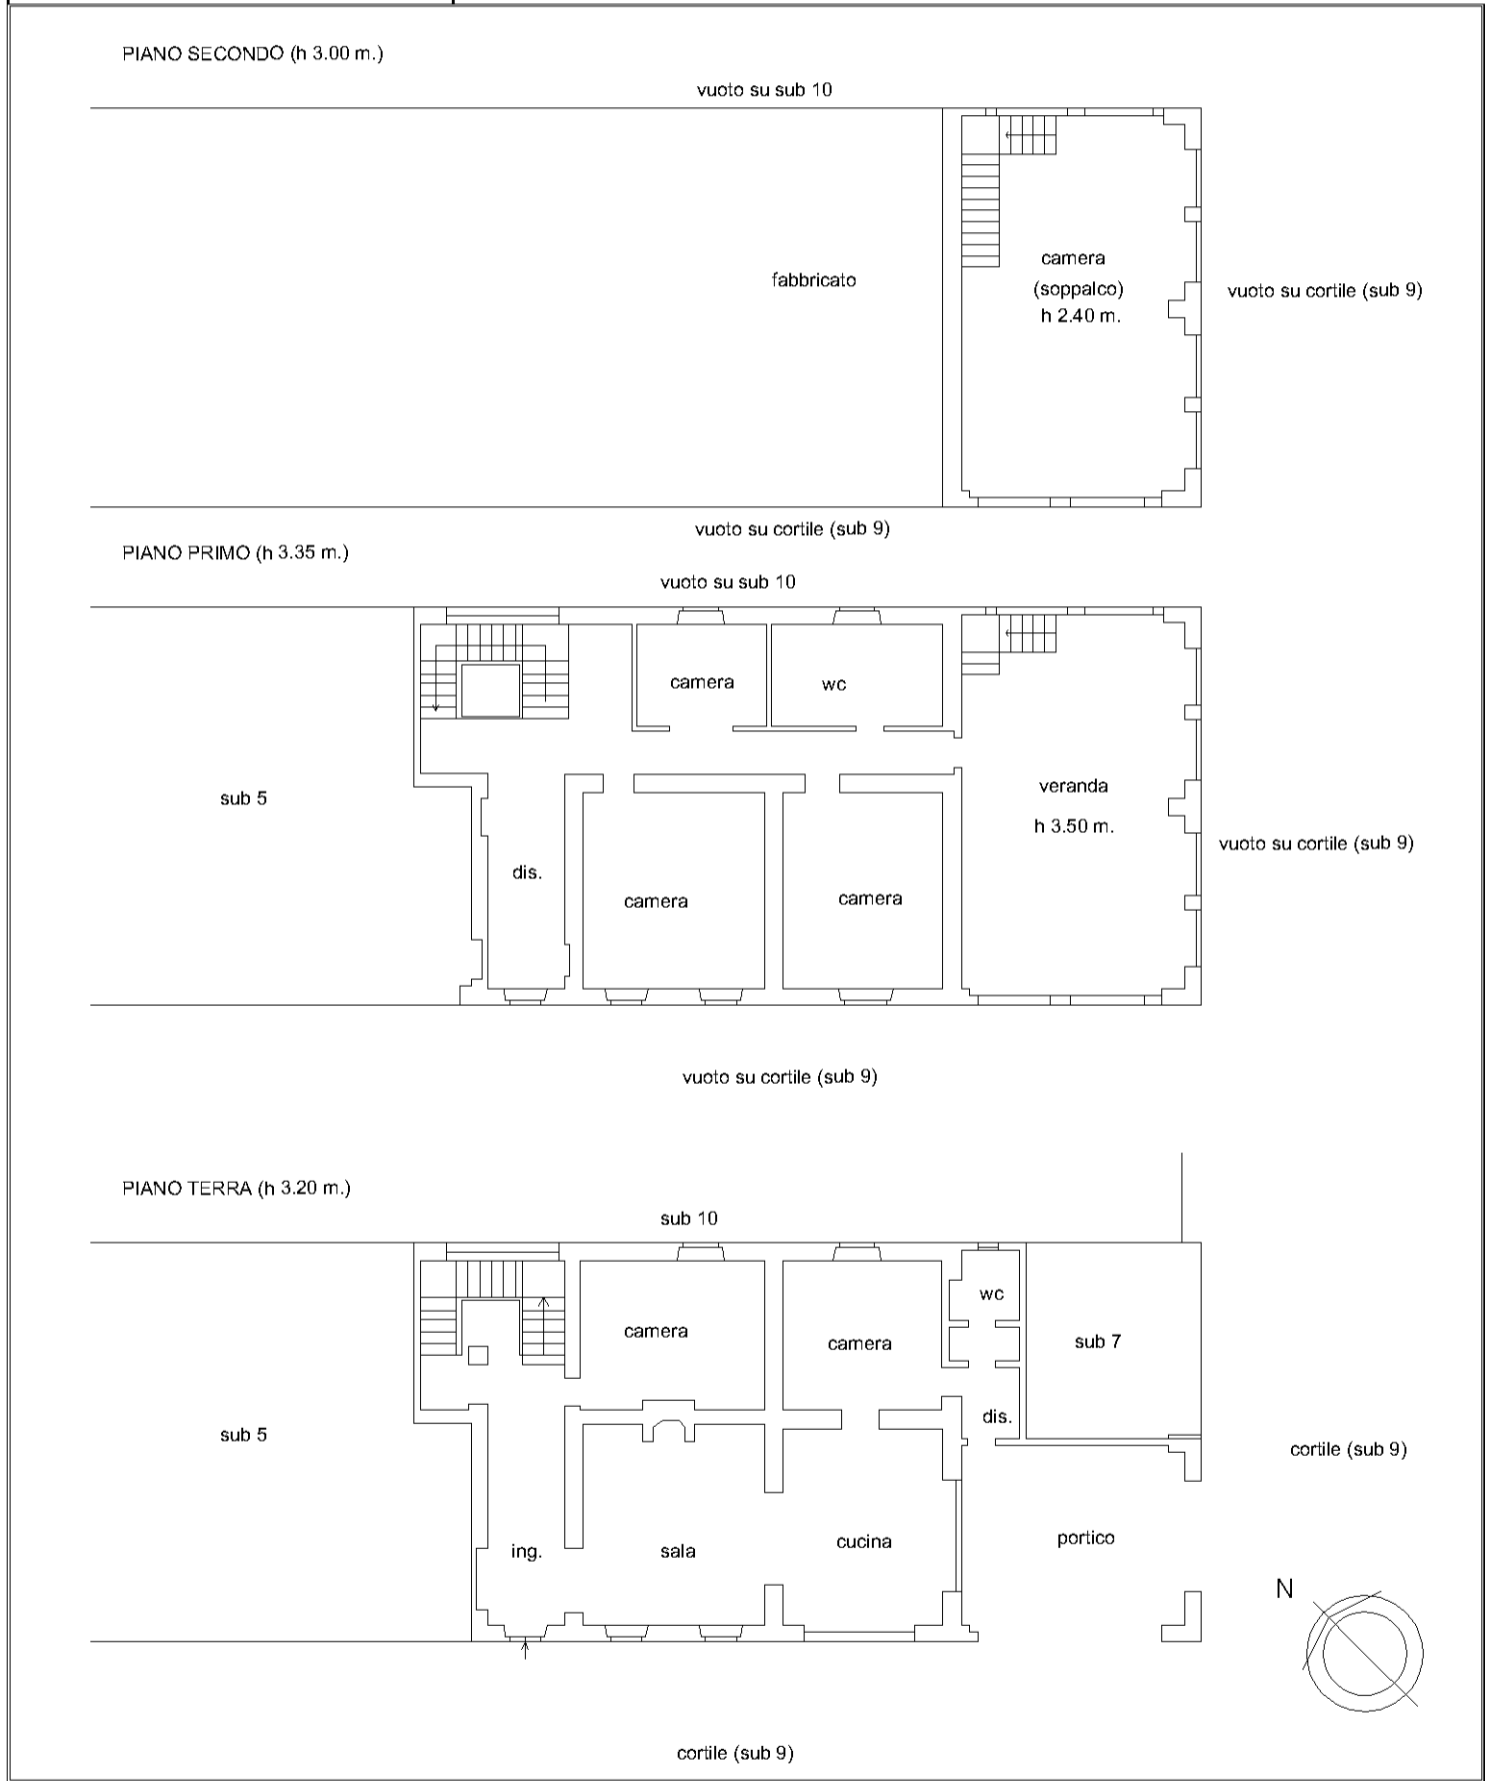 PIANO SECONDO (h 3.00 m.)
vuoto su sub 10
fabbricato
camera
(soppalco)
h 2.40 m.
vuoto su cortile (sub 9)
vuoto su cortile (sub 9)
PIANO PRIMO (h 3.35 m.)
vuoto su sub 10
camera
wc
sub 5
veranda
h 3.50 m.
vuoto su cortile (sub 9)
dis.
camera
camera
vuoto su cortile (sub 9)
PIANO TERRA (h 3.20 m.)
sub 10
wc
camera
camera
sub 7
sub 5
dis.
cortile (sub 9)
ing.
sala
cucina
portico
N
cortile (sub 9)